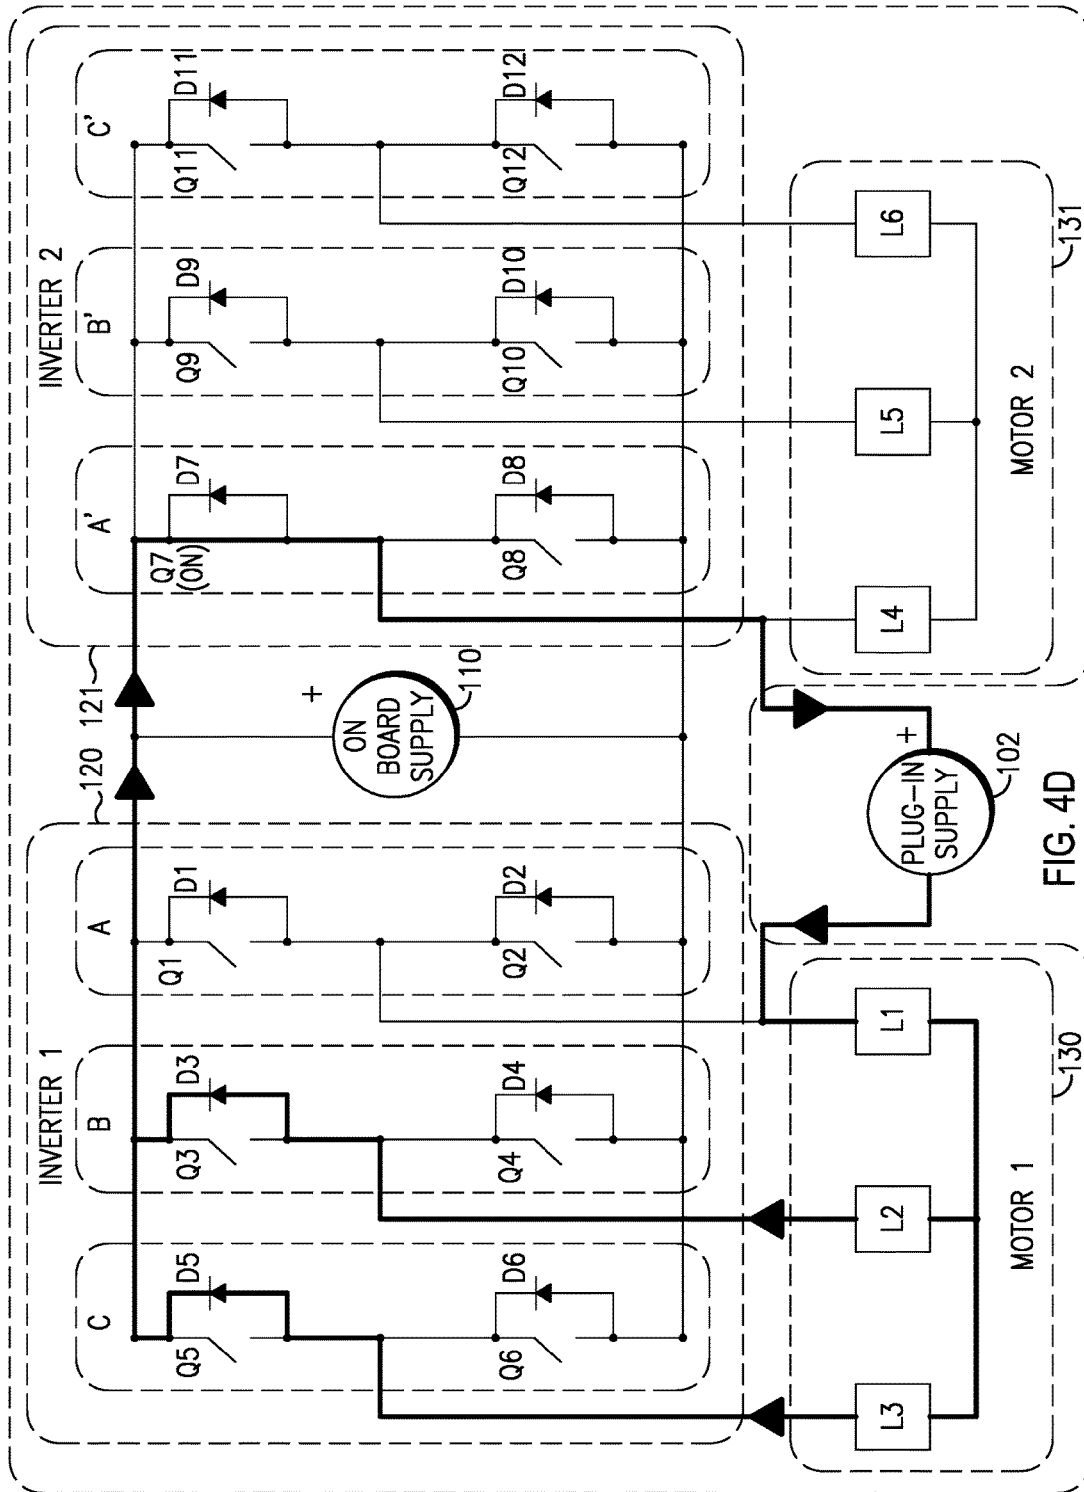 INVERTER 1
120
121
INVERTER 2
C
B
A
A'
B'
C'
Q5
D5
Q3
D3
Q1
D1
Q7
(ON)
D7
Q9
D9
Q11
D11
+
ON
BOARD
SUPPLY
110
Q6
D6
Q4
D4
Q2
D2
Q8
D8
Q10
D10
Q12
D12
L3
L2
L1
+
PLUG-IN
SUPPLY
102
L4
L5
L6
MOTOR 1
130
MOTOR 2
131
FIG. 4D